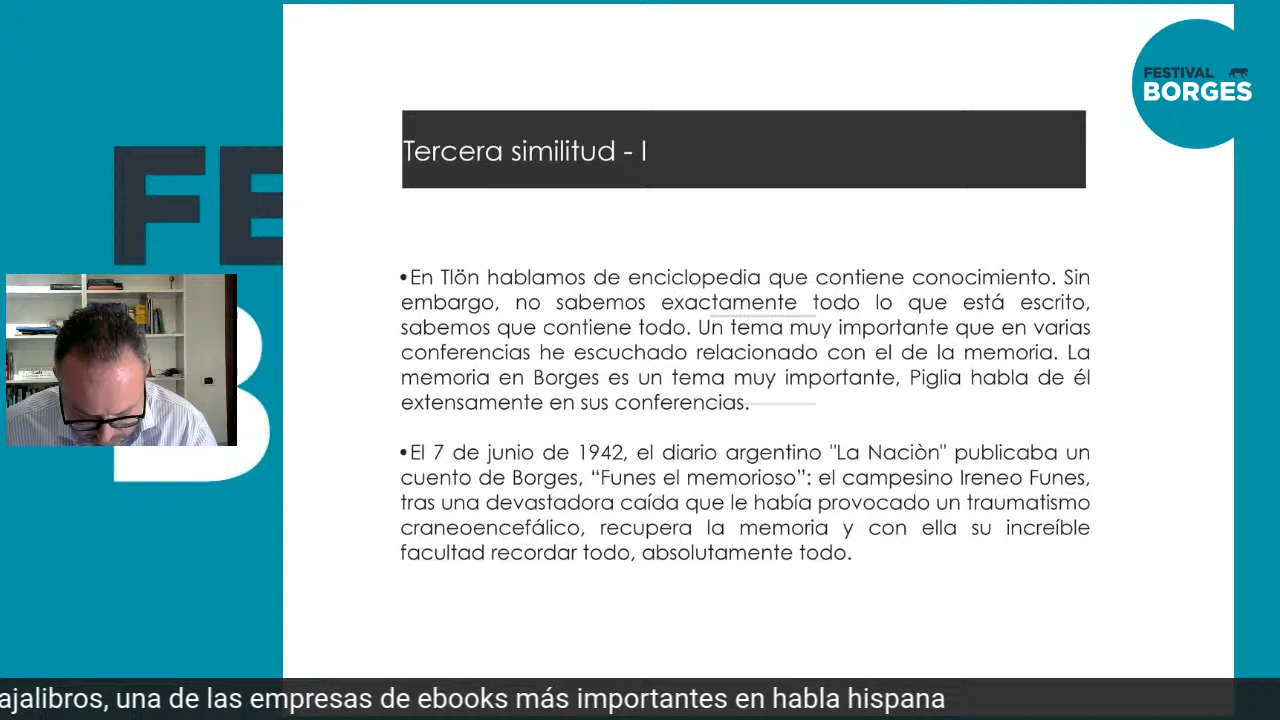 FESTIVAL
BORGES
FE
B
Tercera similitud - I
•En Tlön hablamos de enciclopedia que contiene conocimiento. Sin
embargo, no sabemos exactamente todo lo que está escrito,
sabemos que contiene todo. Un tema muy importante que en varias
conferencias he escuchado relacionado con el de la memoria. La
memoria en Borges es un tema muy importante, Piglia habla de él
extensamente en sus conferencias.
•El 7 de junio de 1942, el diario argentino "La Naciòn" publicaba un
cuento de Borges, “Funes el memorioso”: el campesino Ireneo Funes,
tras una devastadora caída que le había provocado un traumatismo
craneoencefálico, recupera la memoria y con ella su increíble
facultad recordar todo, absolutamente todo.
ajalibros, una de las empresas de ebooks más importantes en habla hispana